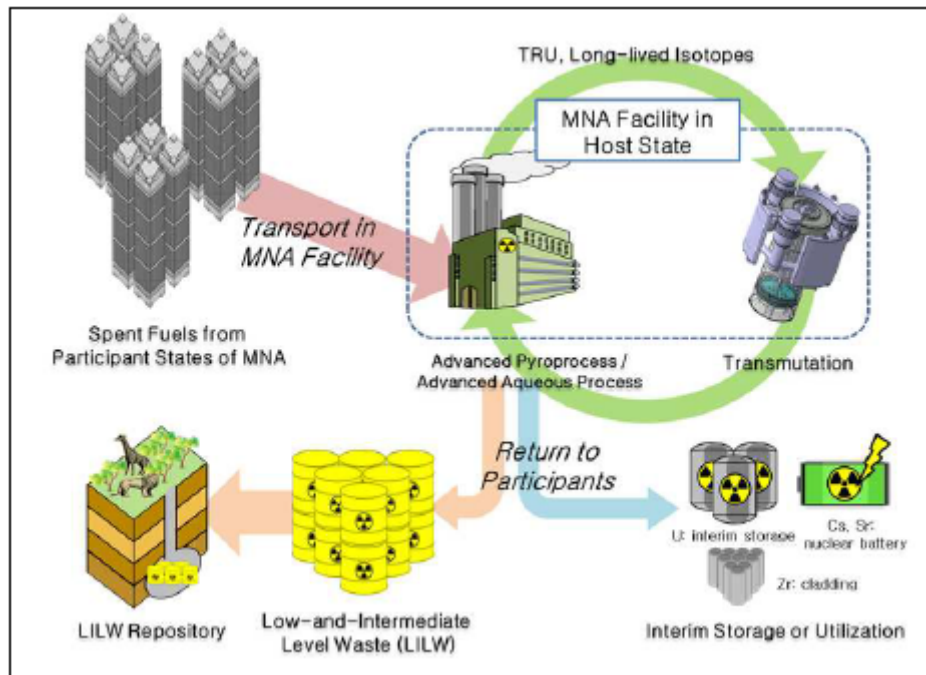 TRU, Long-lived Isotopes
MNA Facility in
Host State
Transport in
MNA Facility
Spent Fuels from
Participant States of MNA
Advanced Pyroprocess /
Advanced Aqueous Process
Transmutation
Return to
Participants
U: interim storage
Cs, Sr:
nuclear battery
Zr: cladding
LILW Repository
Low-and-Intermediate
Level Waste (LILW)
Interim Storage or Utilization